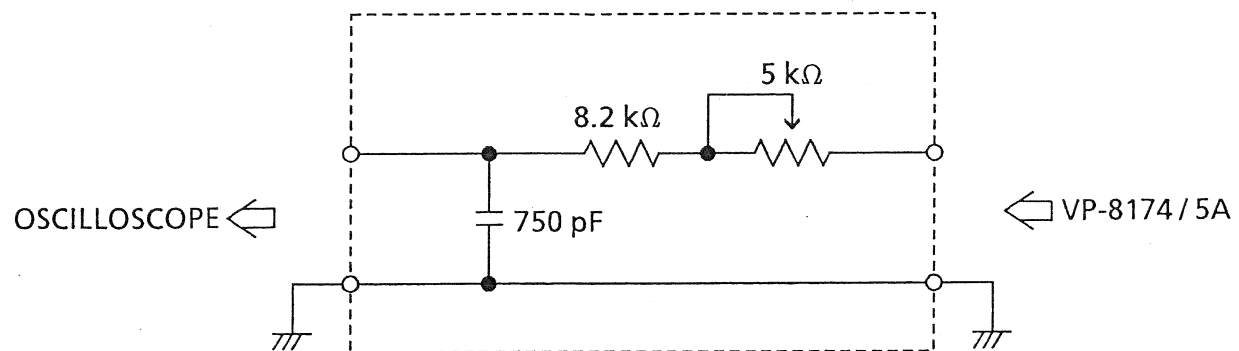 5 kΩ
8.2 kΩ
OSCILLOSCOPE
750 pF
VP-8174 / 5A